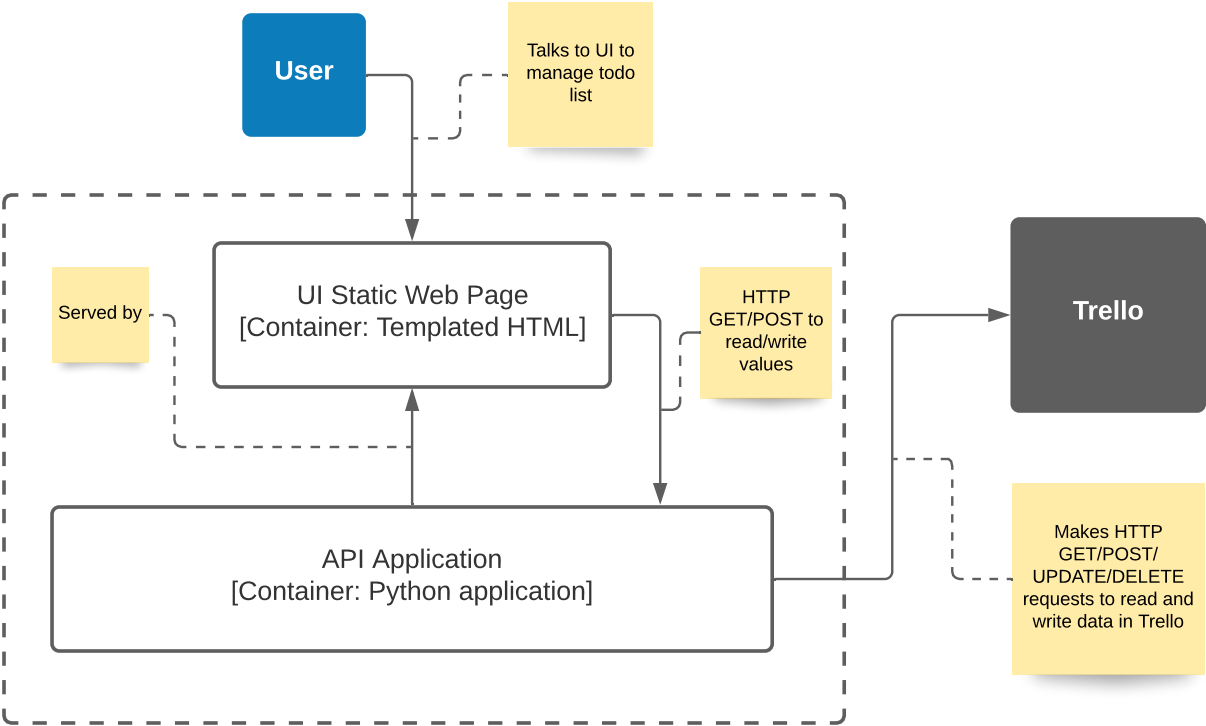 User
Talks to UI to
manage todo
list
Served by
UI Static Web Page
[Container: Templated HTML]
HTTP
GET/POST to
read/write
values
Trello
API Application
[Container: Python application]
Makes HTTP
GET/POST/
UPDATE/DELETE
requests to read and
write data in Trello